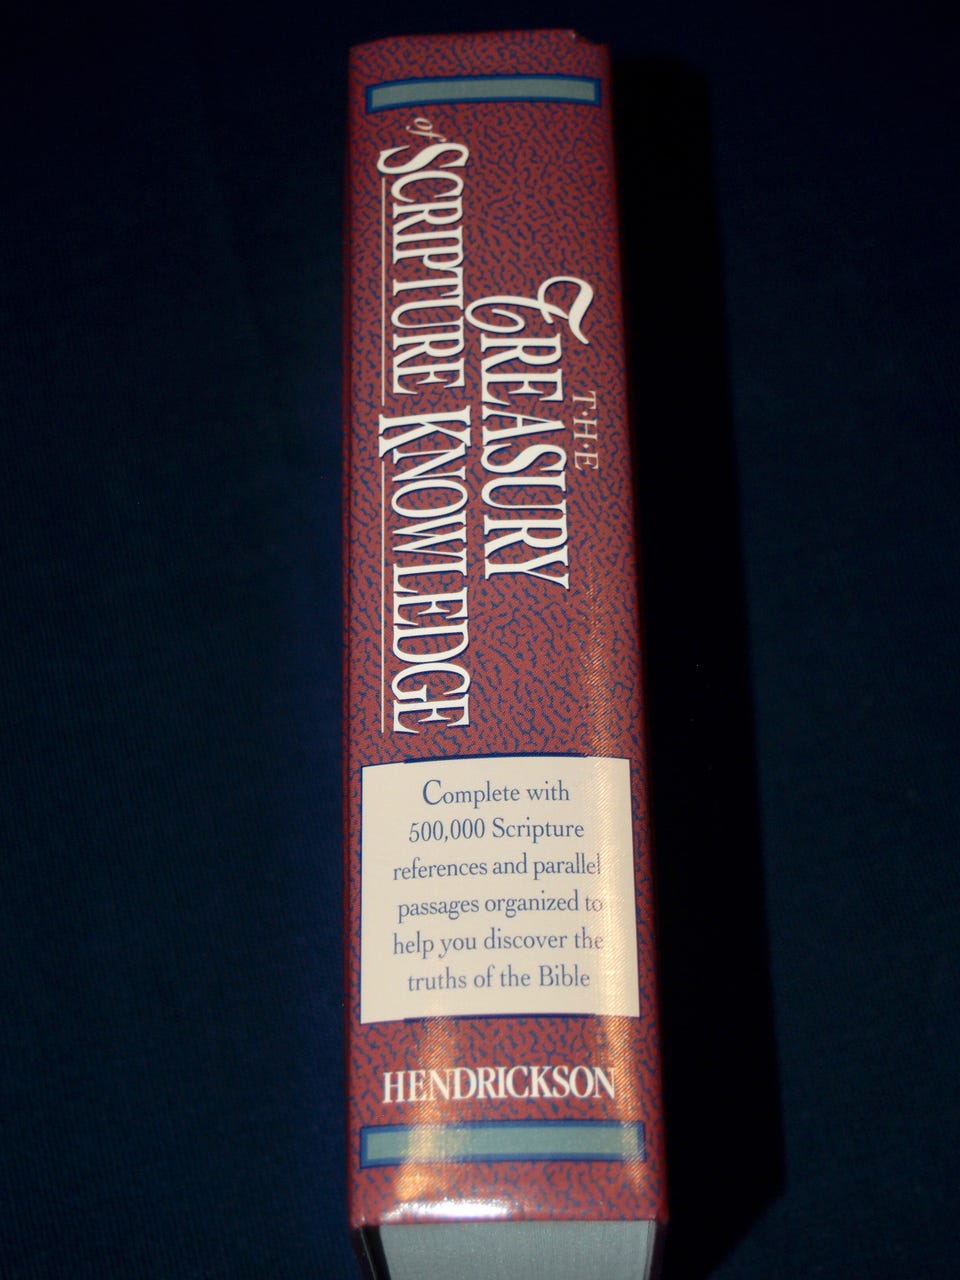 T·H·E
TREASURY
of SCRIPTURE KNOWLEDGE
Complete with
500,000 Scripture
references and parallel
passages organized to
help you discover the
truths of the Bible
HENDRICKSON